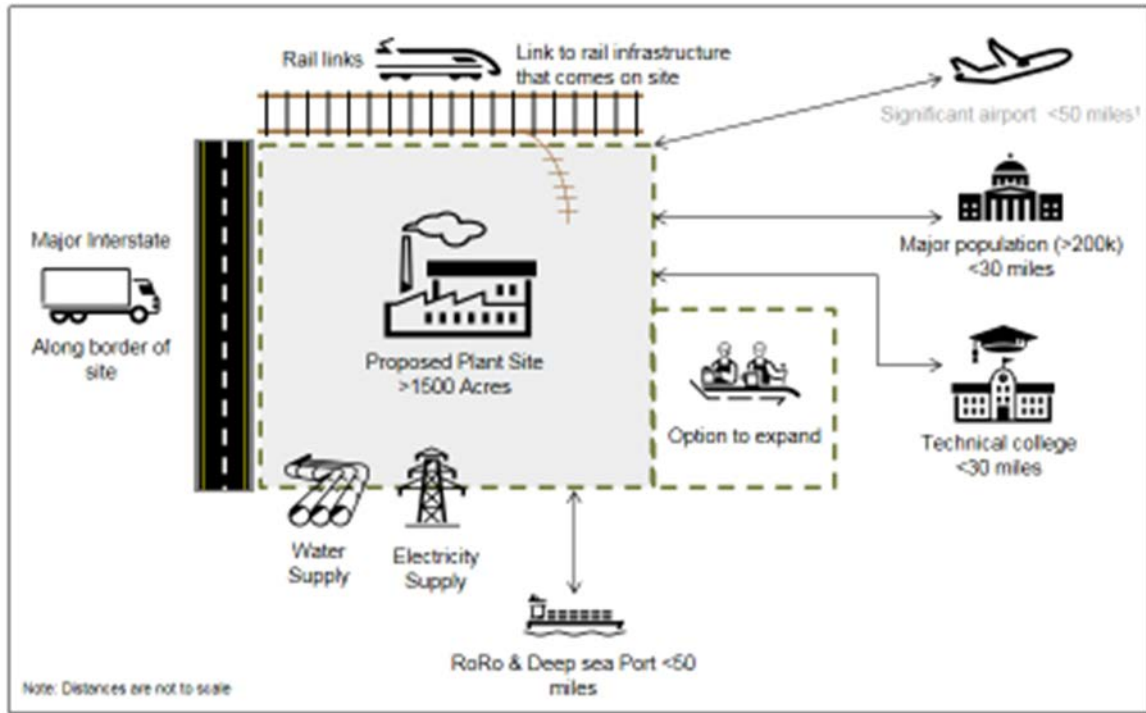 Rail links
Link to rail infrastructure
that comes on site
Significant airport <50 miles¹
Major Interstate
Along border of
site
Major population (>200k)
<30 miles
Proposed Plant Site
>1500 Acres
Option to expand
Technical college
<30 miles
Water
Supply
Electricity
Supply
RoRo & Deep sea Port <50
miles
Note: Distances are not to scale